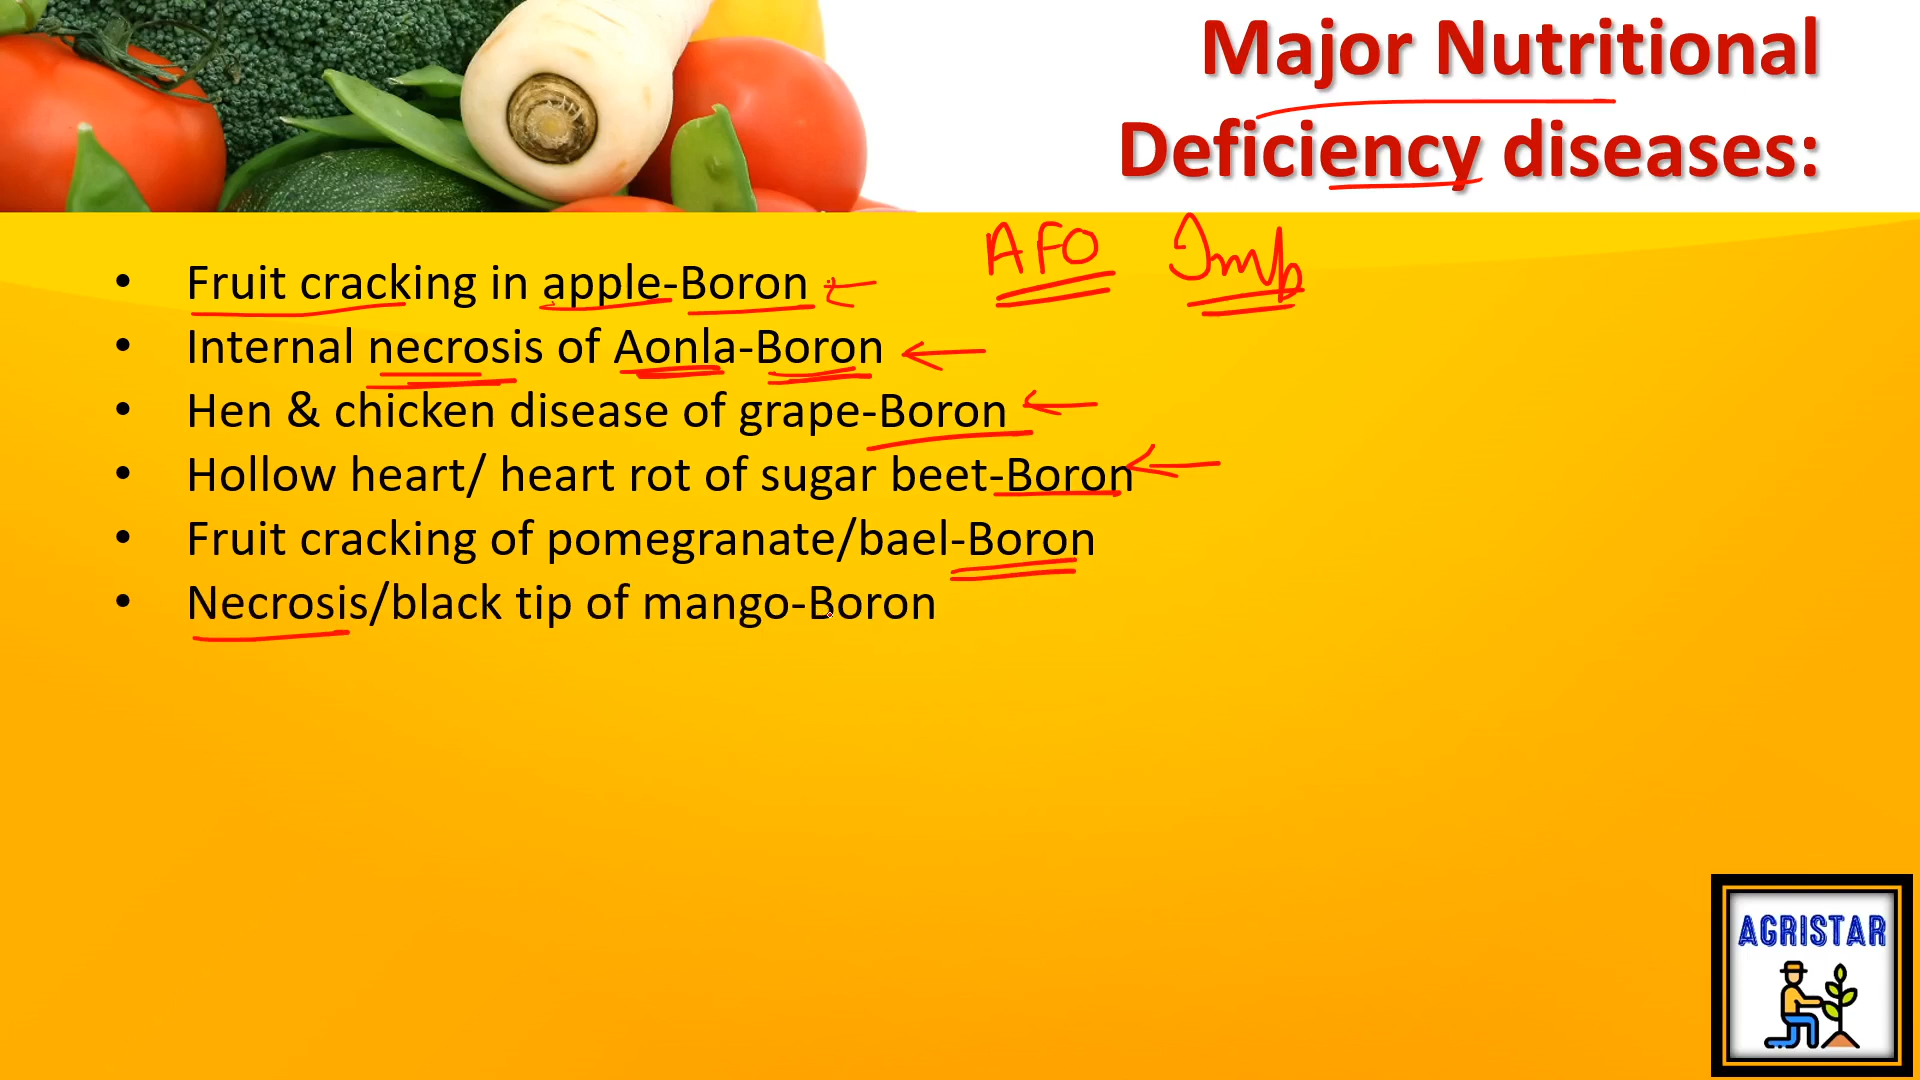 Major Nutritional
Deficiency diseases:
AFO Imp
• Fruit cracking in apple-Boron
• Internal necrosis of Aonla-Boron
• Hen & chicken disease of grape-Boron
• Hollow heart/ heart rot of sugar beet-Boron
• Fruit cracking of pomegranate/bael-Boron
• Necrosis/black tip of mango-Boron
AGRISTAR